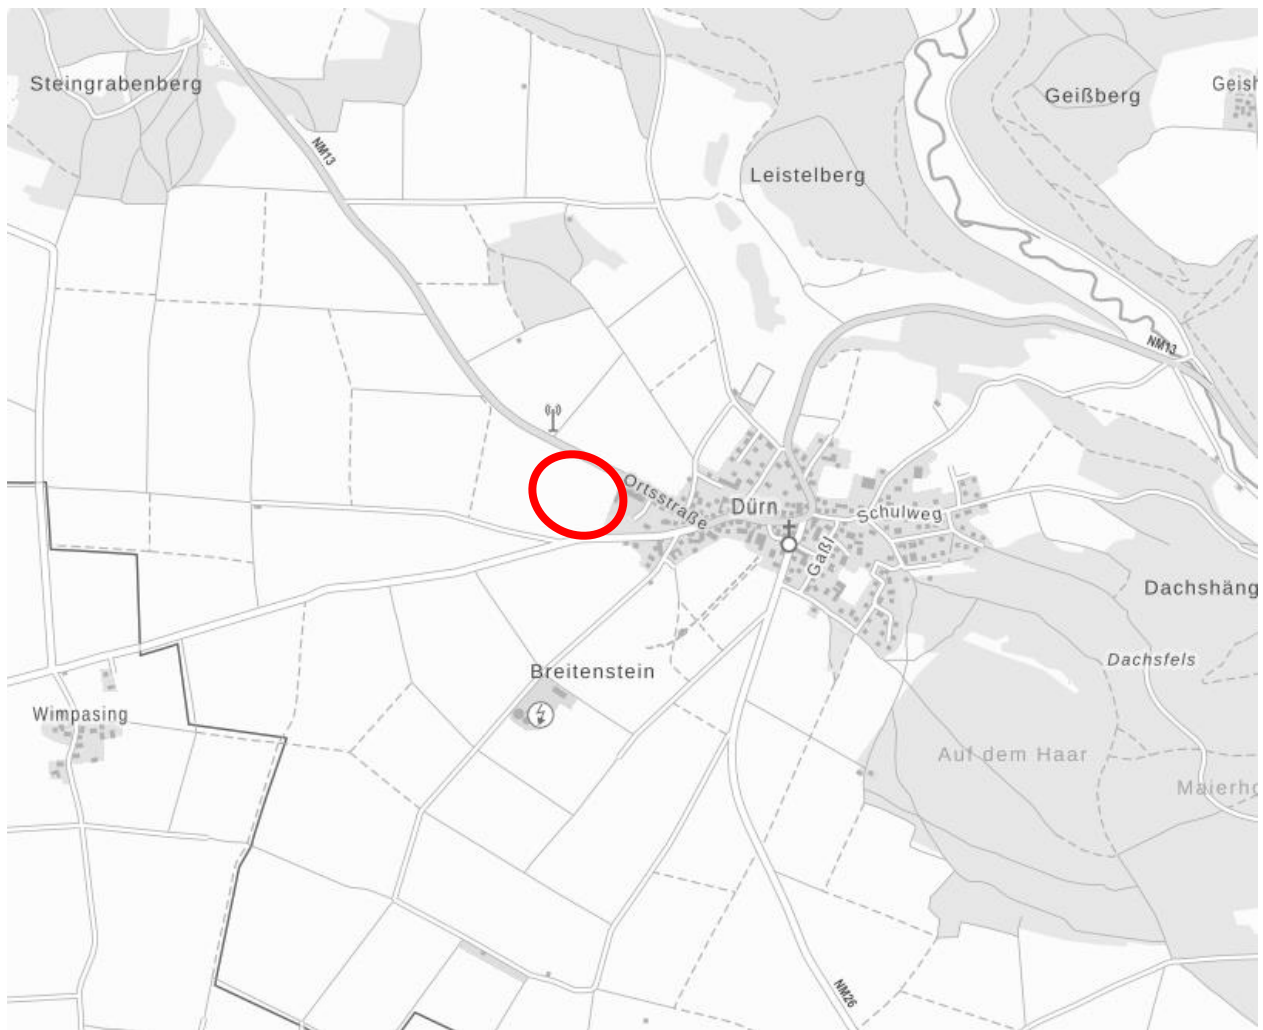 Steingrabenberg
Geißberg
Geish
NM13
Leistelberg
NM13
Ortsstraße
Dürn
Schulweg
Gaßl
Dachshäng
Dachsfels
Breitenstein
Wimpasing
Auf dem Haar
Maierho
NM26